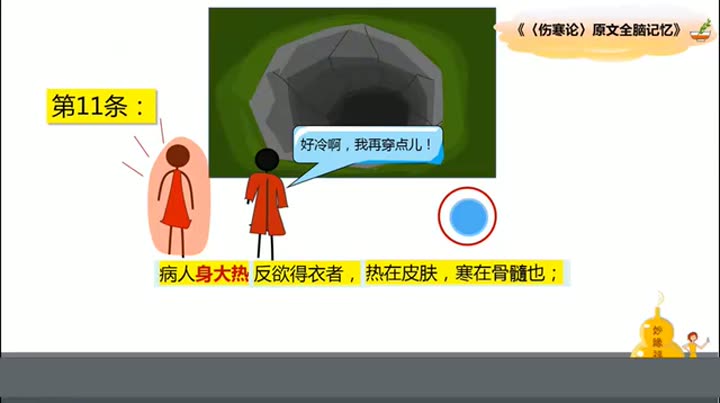 《〈伤寒论〉原文全脑记忆》
第11条：
好冷啊，我再穿点儿！
病人身大热 反欲得衣者， 热在皮肤，寒在骨髓也；